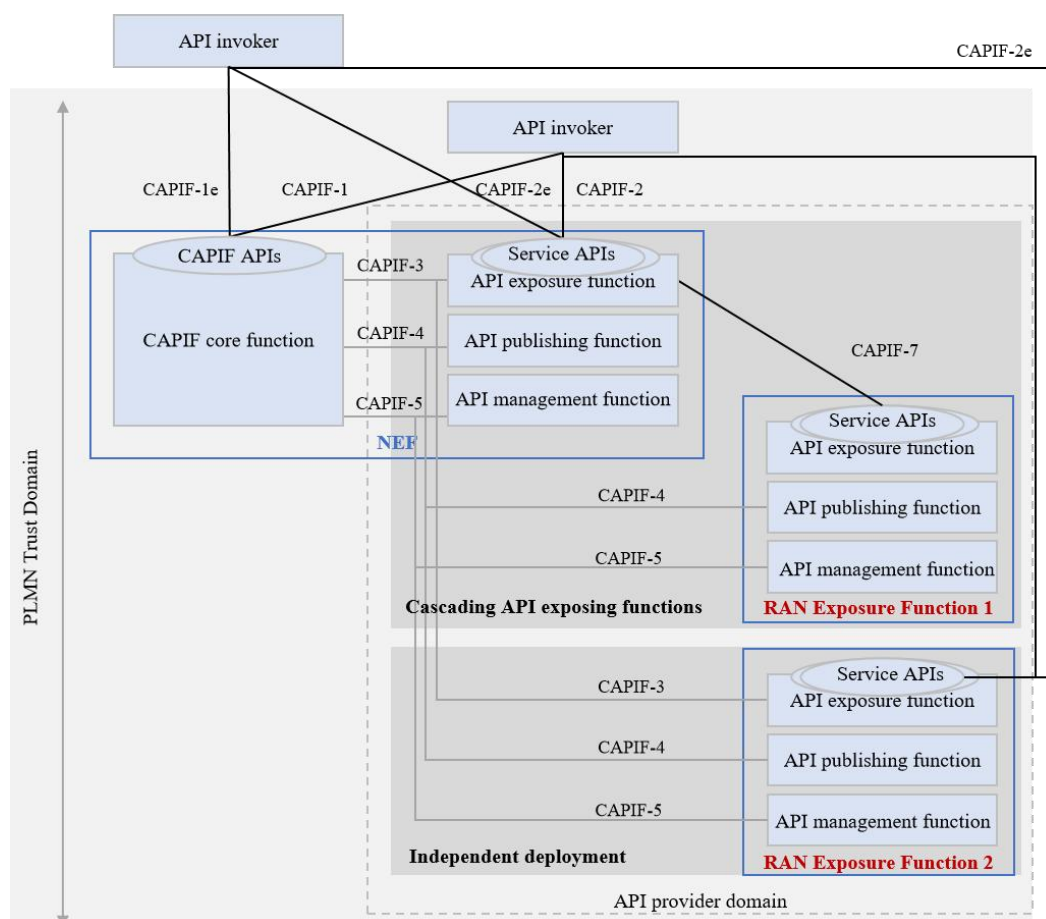 API invoker
CAPIF-2e
API invoker
CAPIF-1e
CAPIF-1
CAPIF-2e
CAPIF-2
CAPIF APIs
Service APIs
CAPIF-3
API exposure function
CAPIF core function
CAPIF-4
API publishing function
CAPIF-7
CAPIF-5
API management function
NEF
Service APIs
API exposure function
CAPIF-4
API publishing function
CAPIF-5
API management function
Cascading API exposing functions
RAN Exposure Function 1
PLMN Trust Domain
Service APIs
CAPIF-3
API exposure function
CAPIF-4
API publishing function
CAPIF-5
API management function
Independent deployment
RAN Exposure Function 2
API provider domain